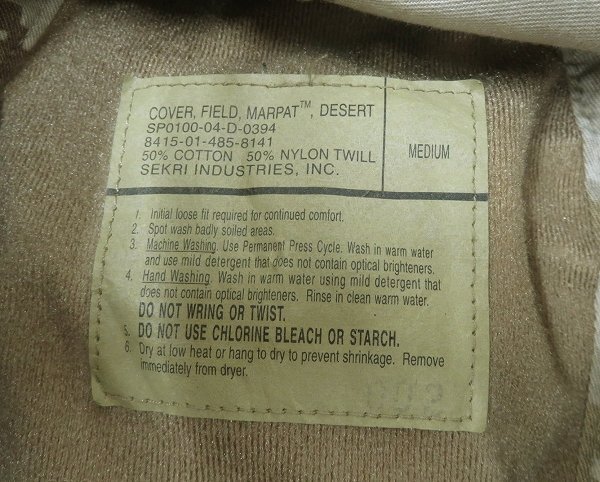 COVER, FIELD, MARPAT™, DESERT
SP0100-04-D-0394
8415-01-485-8141
50% COTTON 50% NYLON TWILL
SEKRI INDUSTRIES, INC.
MEDIUM
1. Initial loose fit required for continued comfort.
2. Spot wash badly soiled areas.
3. Machine Washing. Use Permanent Press Cycle. Wash in warm water
and use mild detergent that does not contain optical brighteners.
4. Hand Washing. Wash in warm water using mild detergent that
does not contain optical brighteners. Rinse in clean warm water.
DO NOT WRING OR TWIST.
5. DO NOT USE CHLORINE BLEACH OR STARCH.
6. Dry at low heat or hang to dry to prevent shrinkage. Remove
immediately from dryer.